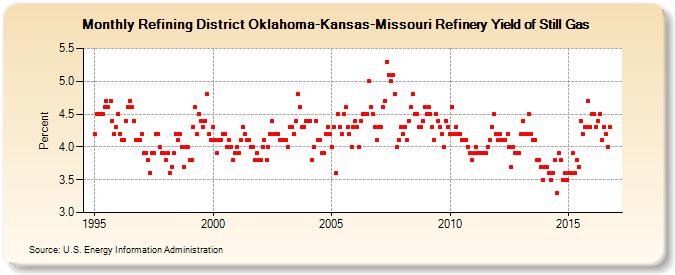 Monthly Refining District Oklahoma-Kansas-Missouri Refinery Yield of Still Gas
Percent
5.5
5.0
4.5
4.0
3.5
3.0
1995 2000 2005 2010 2015
Source: U.S. Energy Information Administration